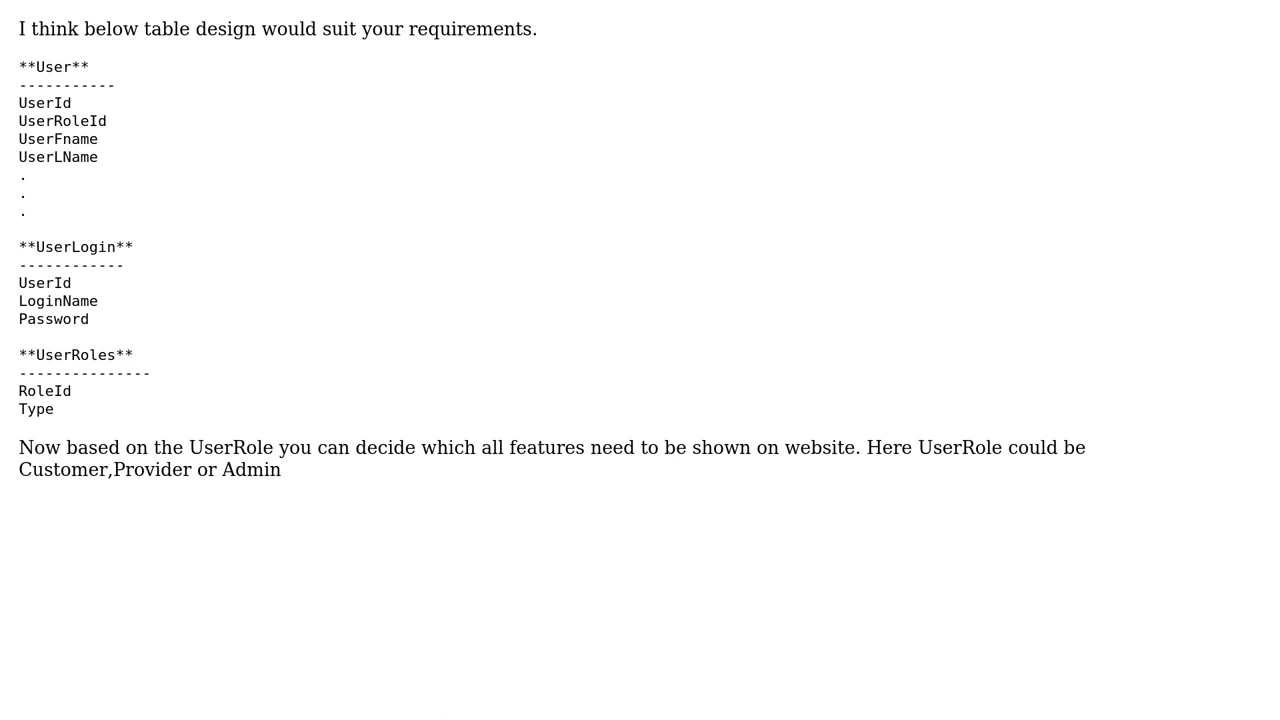 I think below table design would suit your requirements.
**User**
-----------
UserId
UserRoleId
UserFname
UserLName
.
.
.
**UserLogin**
------------
UserId
LoginName
Password
**UserRoles**
---------------
RoleId
Type
Now based on the UserRole you can decide which all features need to be shown on website. Here UserRole could be
Customer,Provider or Admin